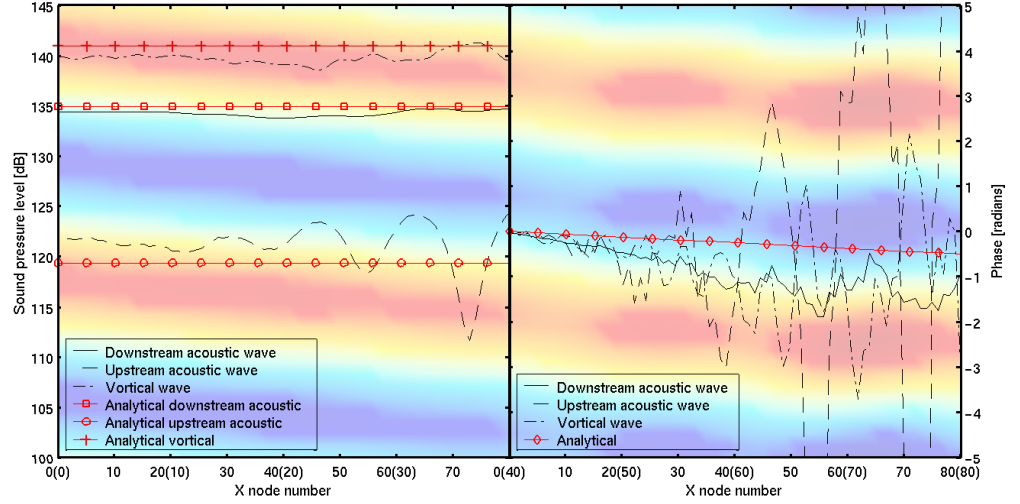 145
140
135
130
125
120
115
110
105
100
Sound pressure level [dB]
Downstream acoustic wave
Upstream acoustic wave
Vortical wave
Analytical downstream acoustic
Analytical upstream acoustic
Analytical vortical
0(0) 10 20(10) 30 40(20) 50 60(30) 70 0(40
X node number
5
4
3
2
1
0
-1
-2
-3
-4
-5
Phase [radians]
Downstream acoustic wave
Upstream acoustic wave
Vortical wave
Analytical
10 20(50) 30 40(60) 50 60(70) 70 80(80)
X node number